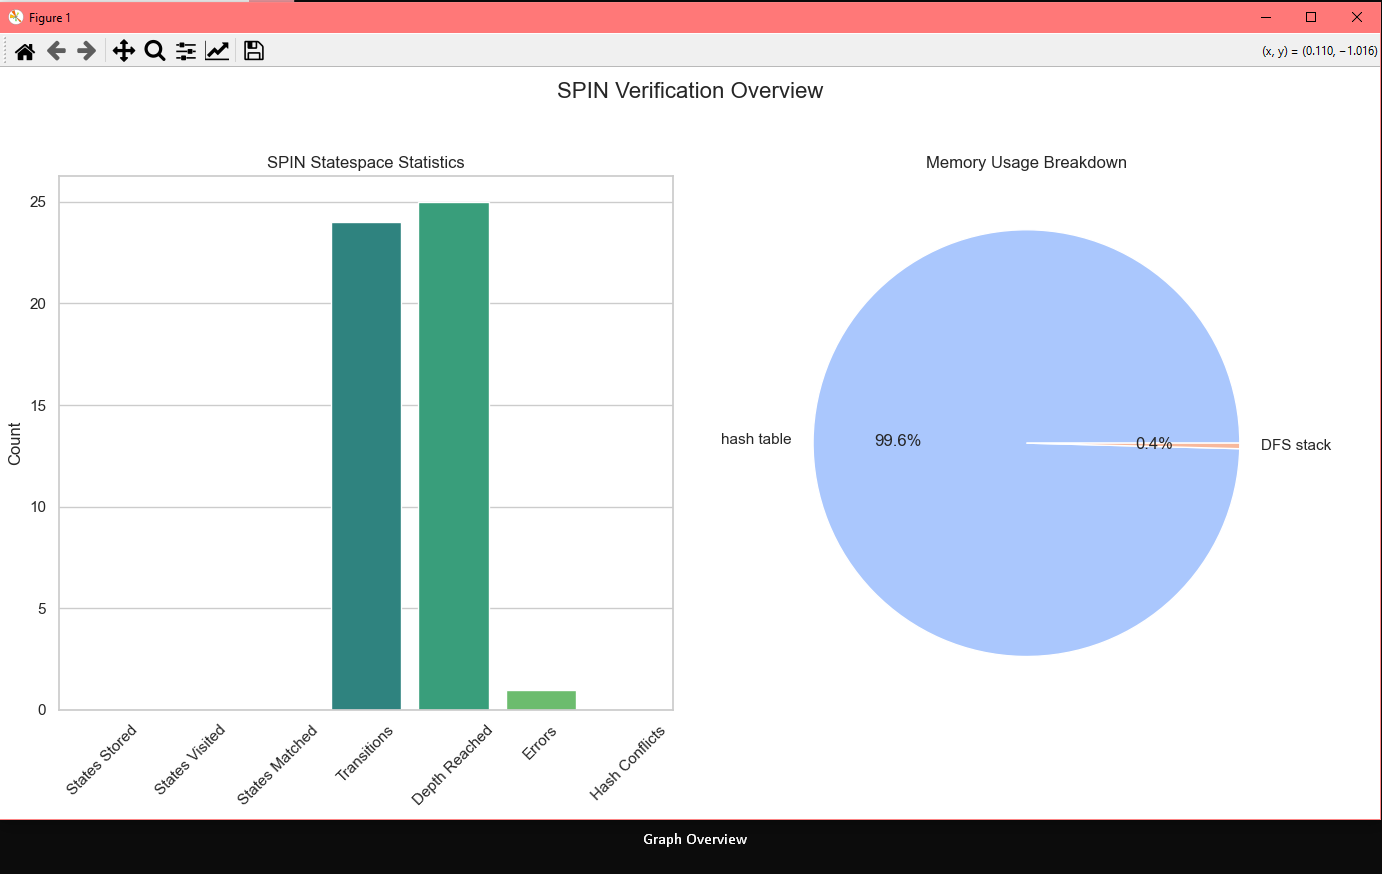 Figure 1
(x, y) = (0.110, −1.016)
SPIN Verification Overview
SPIN Statespace Statistics
Count
25
20
15
10
5
0
States Stored
States Visited
States Matched
Transitions
Depth Reached
Errors
Hash Conflicts
Memory Usage Breakdown
hash table
99.6%
0.4%
DFS stack
Graph Overview